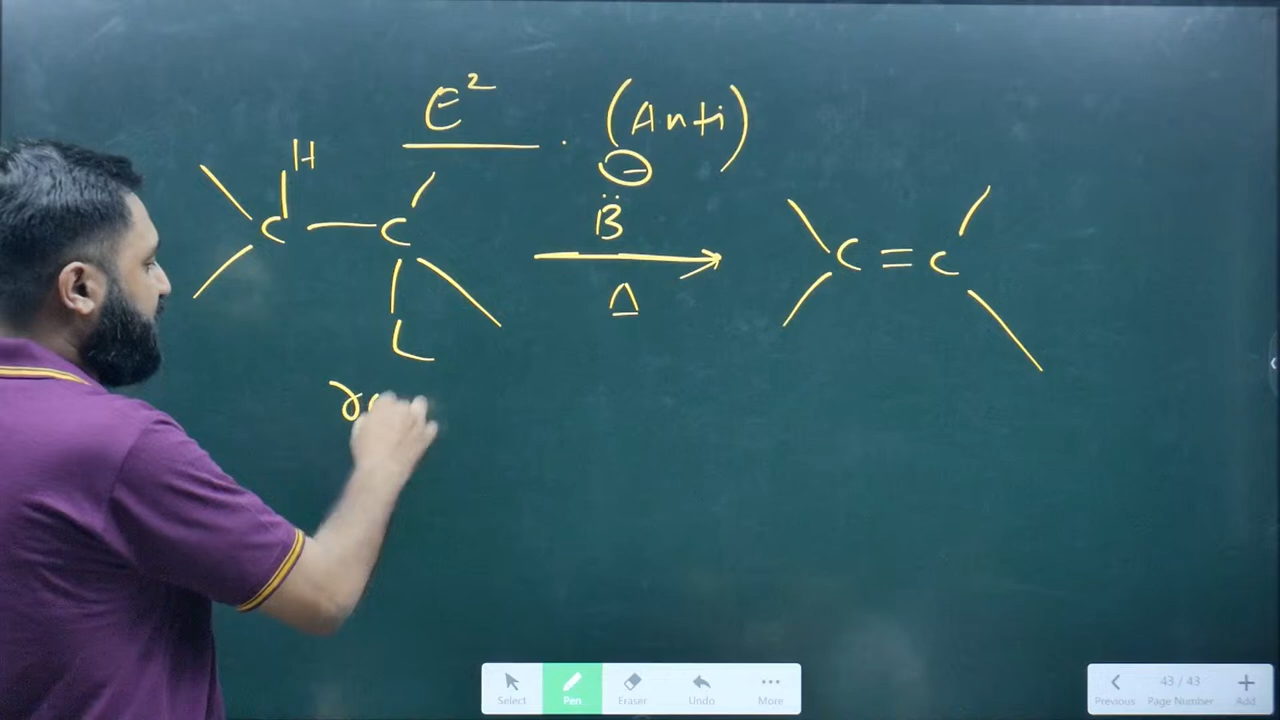 E² . (Anti)
H
C — C
⊖
B̈
Δ
C = C
L
Select Pen Eraser Undo More
43 / 43
Previous Page Number Add